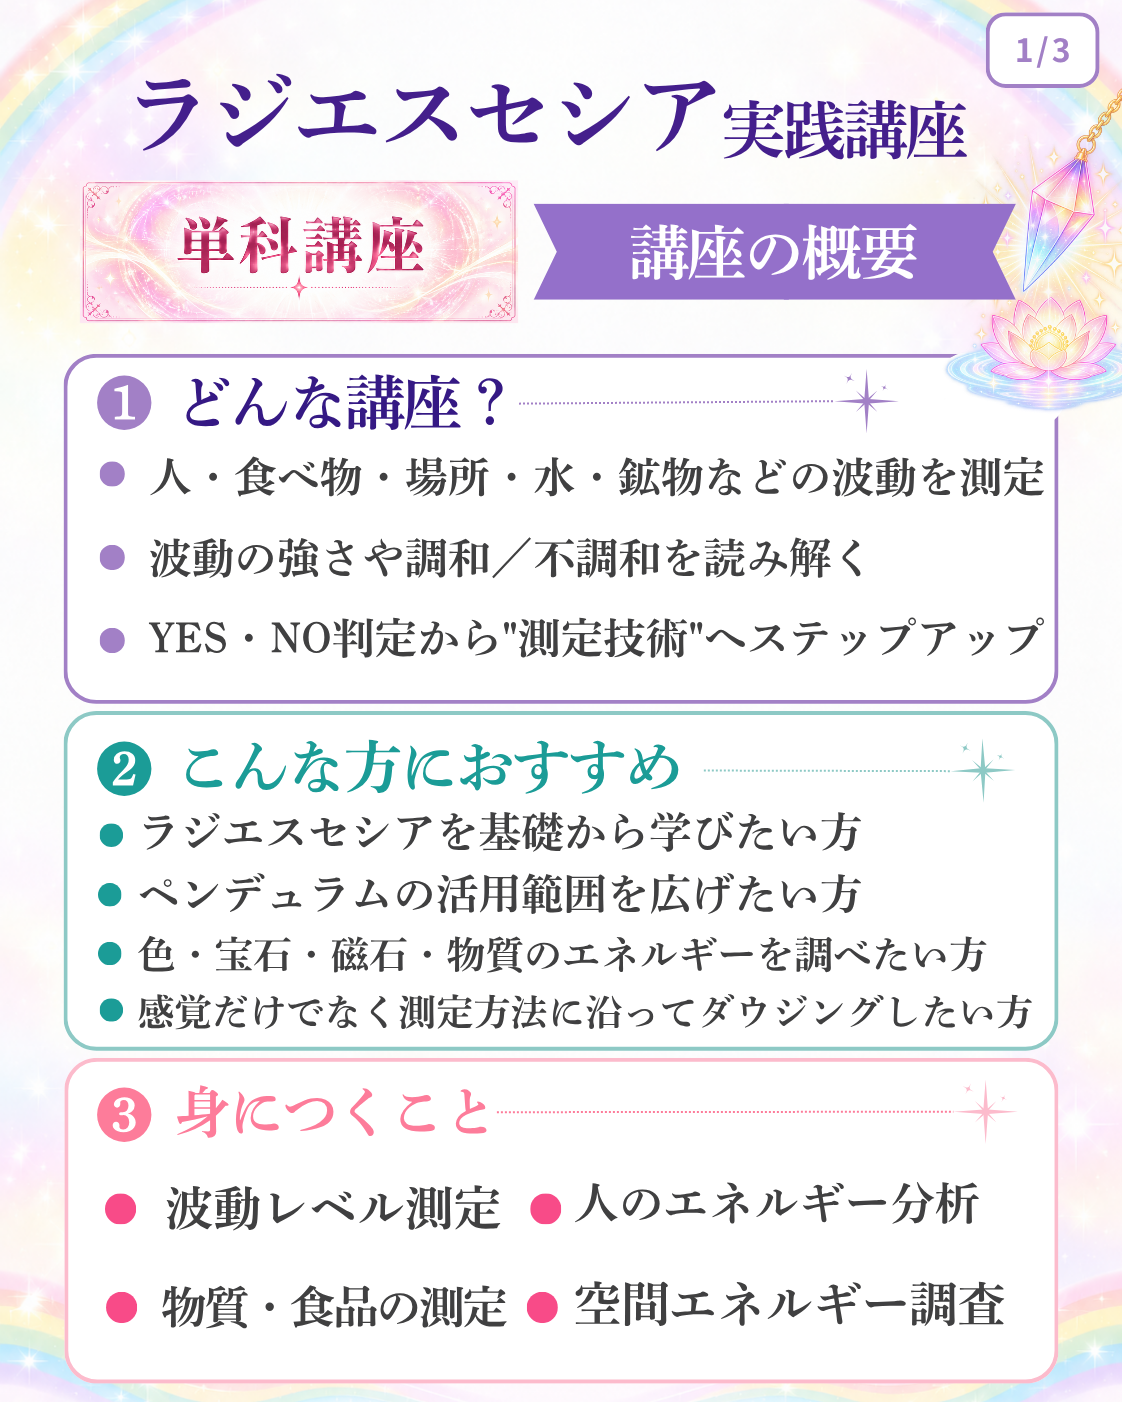 1/3
ラジエスセシア実践講座
単科講座
講座の概要
1 どんな講座？
● 人・食べ物・場所・水・鉱物などの波動を測定
● 波動の強さや調和／不調和を読み解く
● YES・NO判定から"測定技術"へステップアップ
2 こんな方におすすめ
● ラジエスセシアを基礎から学びたい方
● ペンデュラムの活用範囲を広げたい方
● 色・宝石・磁石・物質のエネルギーを調べたい方
● 感覚だけでなく測定方法に沿ってダウジングしたい方
3 身につくこと
● 波動レベル測定 ● 人のエネルギー分析
● 物質・食品の測定 ● 空間エネルギー調査